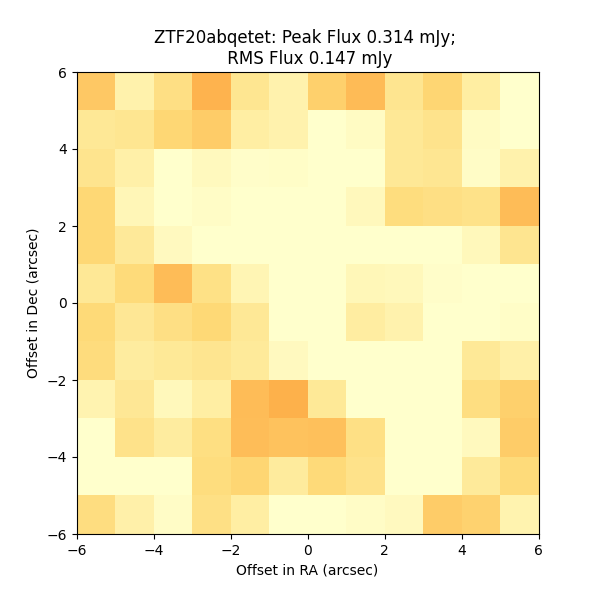 ZTF20abqetet: Peak Flux 0.314 mJy;
RMS Flux 0.147 mJy
6
4
2
0
−2
−4
−6
Offset in Dec (arcsec)
−6 −4 −2 0 2 4 6
Offset in RA (arcsec)